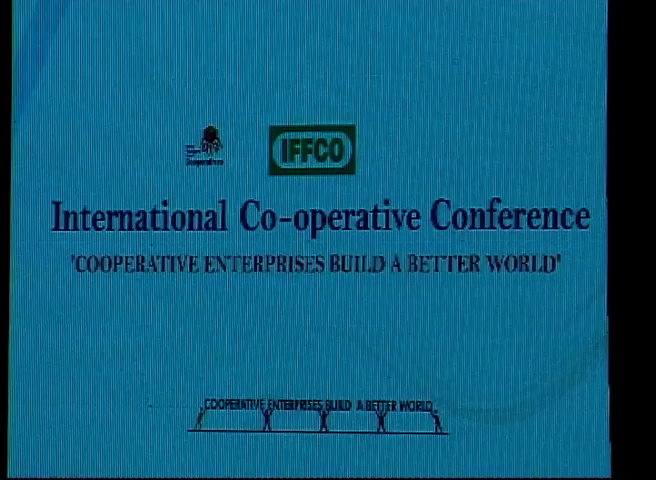 IFFCO
International Co-operative Conference
'COOPERATIVE ENTERPRISES BUILD A BETTER WORLD'
COOPERATIVE ENTERPRISES BUILD A BETTER WORLD